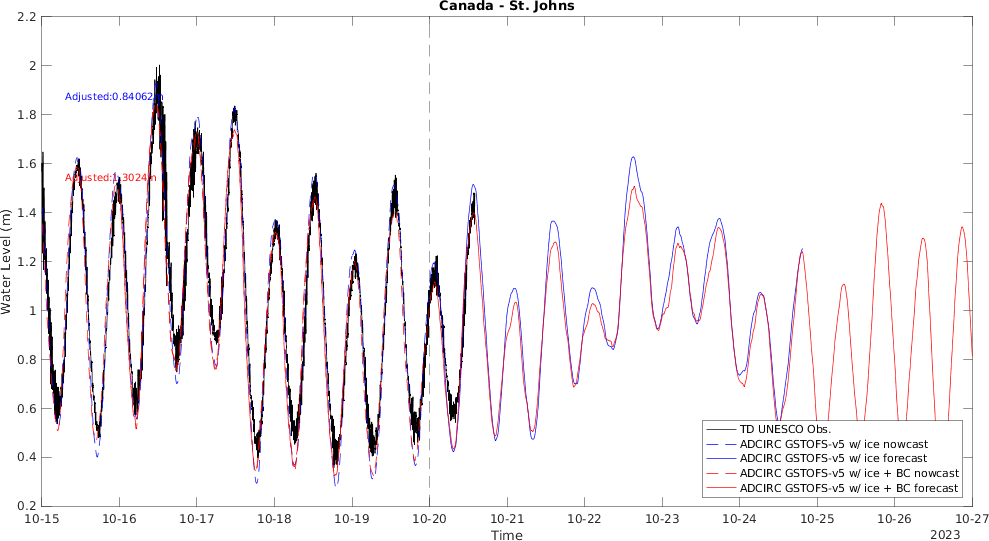 Canada - St. Johns
2.2
2
1.8
1.6
1.4
1.2
1
0.8
0.6
0.4
0.2
Water Level (m)
Adjusted:0.84062m
Adjusted:1.3024m
TD UNESCO Obs.
ADCIRC GSTOFS-v5 w/ ice nowcast
ADCIRC GSTOFS-v5 w/ ice forecast
ADCIRC GSTOFS-v5 w/ ice + BC nowcast
ADCIRC GSTOFS-v5 w/ ice + BC forecast
10-15 10-16 10-17 10-18 10-19 10-20 10-21 10-22 10-23 10-24 10-25 10-26 10-27
Time
2023